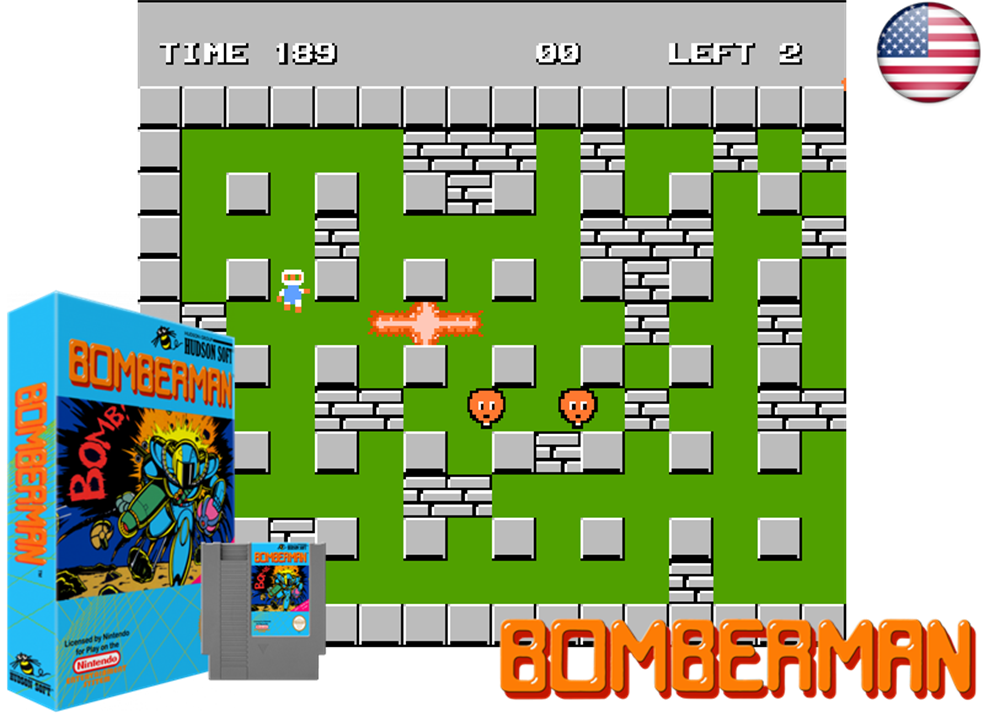 TIME 189 00 LEFT 2
HUDSON SOFT
BOMBERMAN
BOMB!
BOMBERMAN
Licensed by Nintendo
for Play on the
Nintendo
HUDSON SOFT
BOMBERMAN
BOMBERMAN